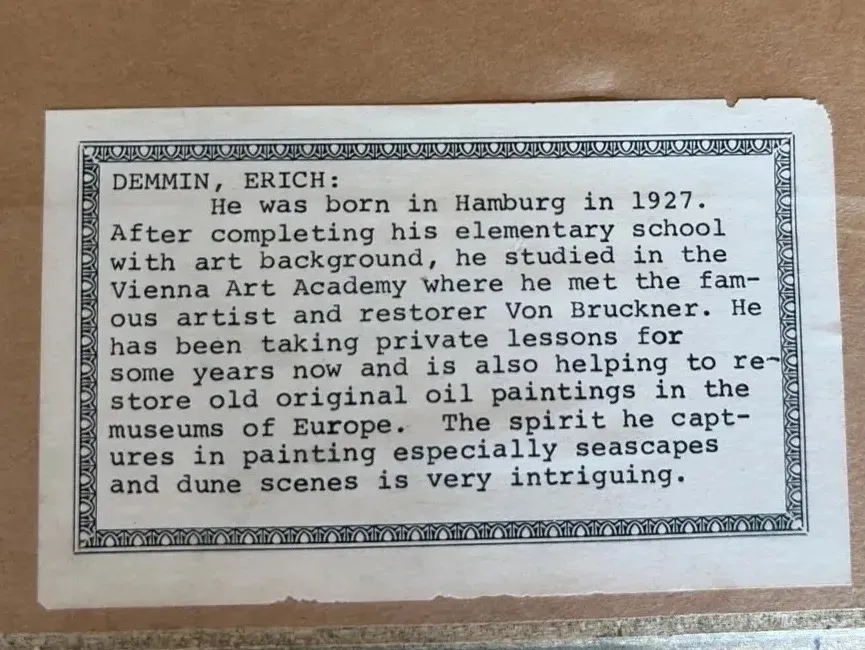 DEMMIN, ERICH:
He was born in Hamburg in 1927.
After completing his elementary school
with art background, he studied in the
Vienna Art Academy where he met the fam-
ous artist and restorer Von Bruckner. He
has been taking private lessons for
some years now and is also helping to re-
store old original oil paintings in the
museums of Europe. The spirit he capt-
ures in painting especially seascapes
and dune scenes is very intriguing.